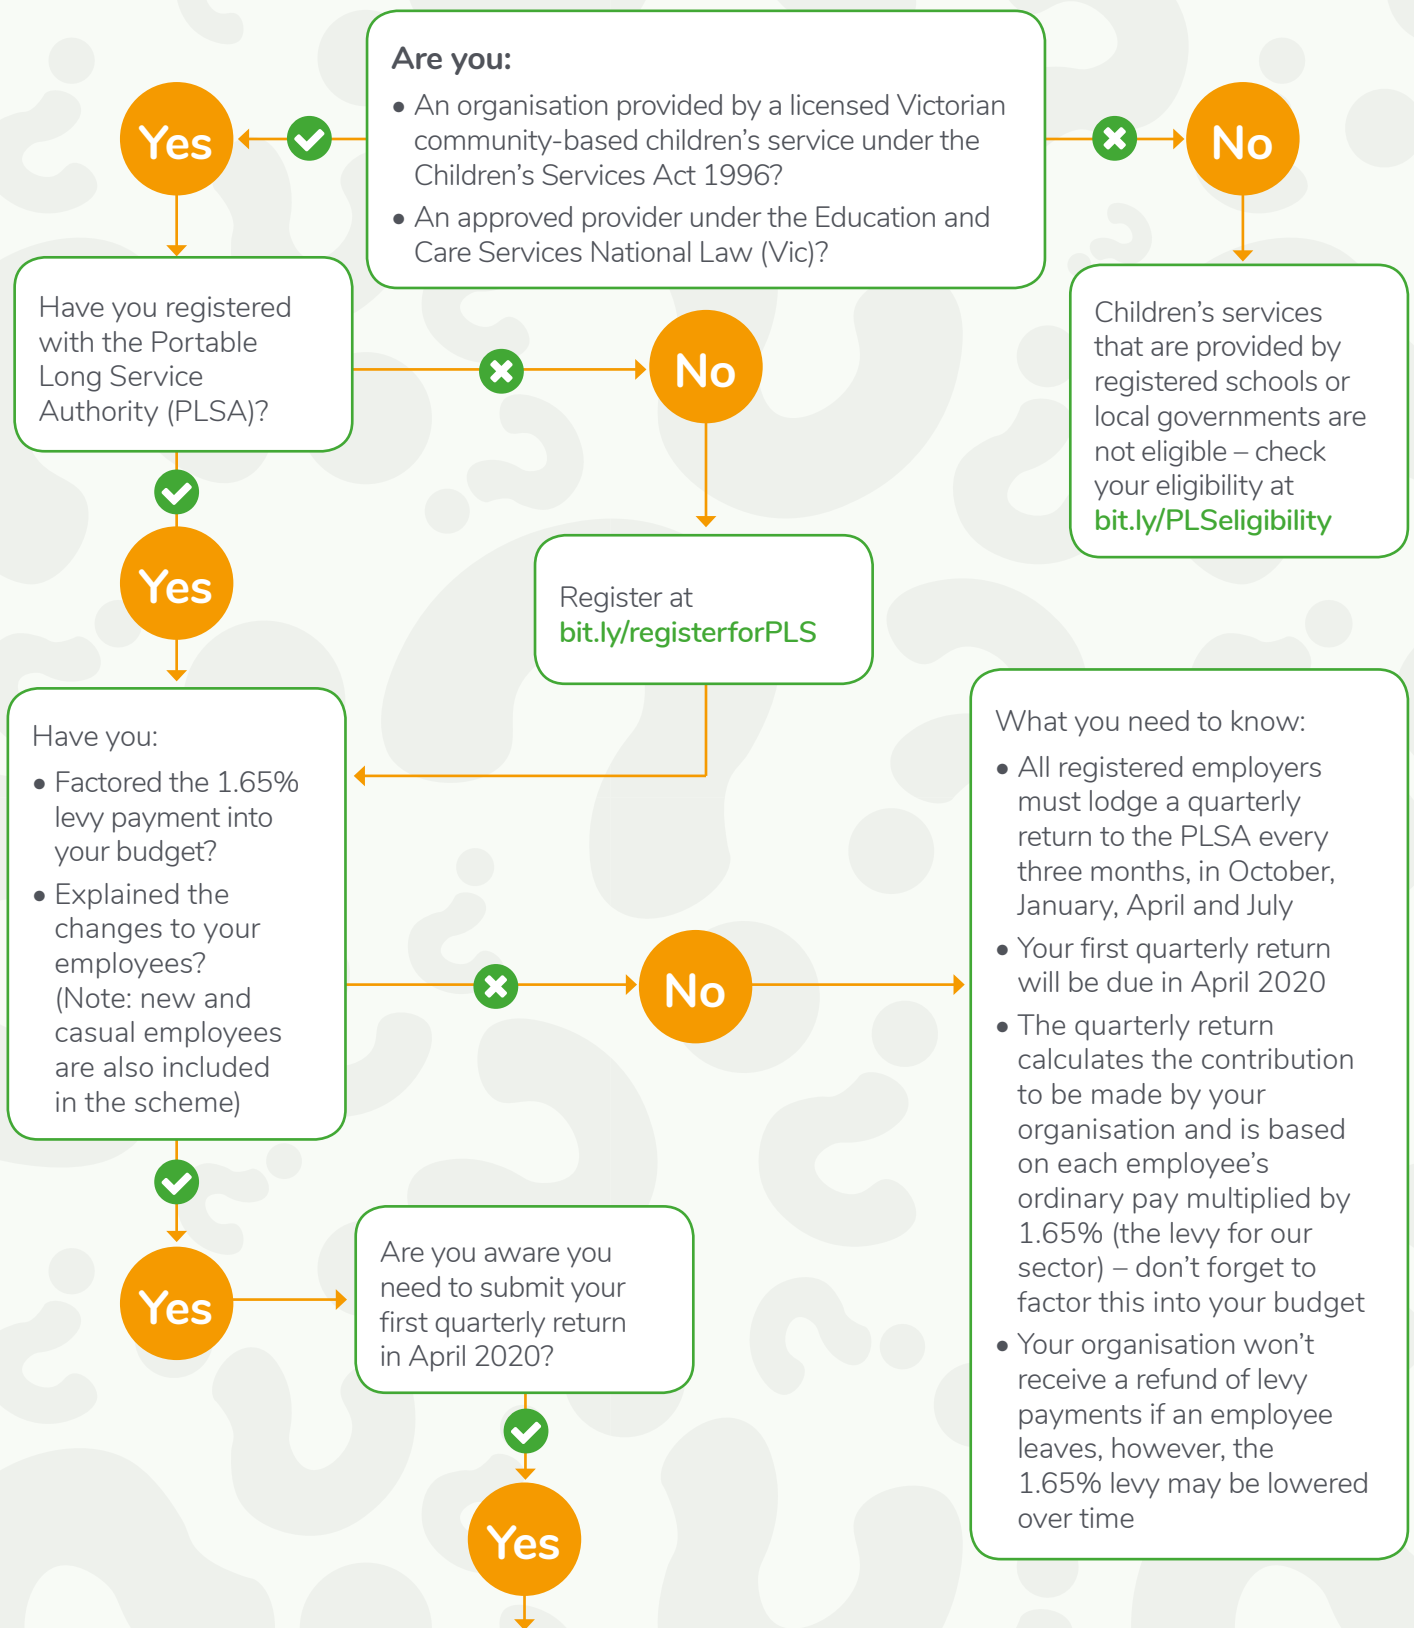 Are you:
• An organisation provided by a licensed Victorian
community-based children’s service under the
Children’s Services Act 1996?
• An approved provider under the Education and
Care Services National Law (Vic)?
Yes
No
Have you registered
with the Portable
Long Service
Authority (PLSA)?
No
Children’s services
that are provided by
registered schools or
local governments are
not eligible – check
your eligibility at
bit.ly/PLSeligibility
Yes
Register at
bit.ly/registerforPLS
Have you:
• Factored the 1.65%
levy payment into
your budget?
• Explained the
changes to your
employees?
(Note: new and
casual employees
are also included
in the scheme)
No
What you need to know:
• All registered employers
must lodge a quarterly
return to the PLSA every
three months, in October,
January, April and July
• Your first quarterly return
will be due in April 2020
• The quarterly return
calculates the contribution
to be made by your
organisation and is based
on each employee’s
ordinary pay multiplied by
1.65% (the levy for our
sector) – don’t forget to
factor this into your budget
• Your organisation won’t
receive a refund of levy
payments if an employee
leaves, however, the
1.65% levy may be lowered
over time
Yes
Are you aware you
need to submit your
first quarterly return
in April 2020?
Yes